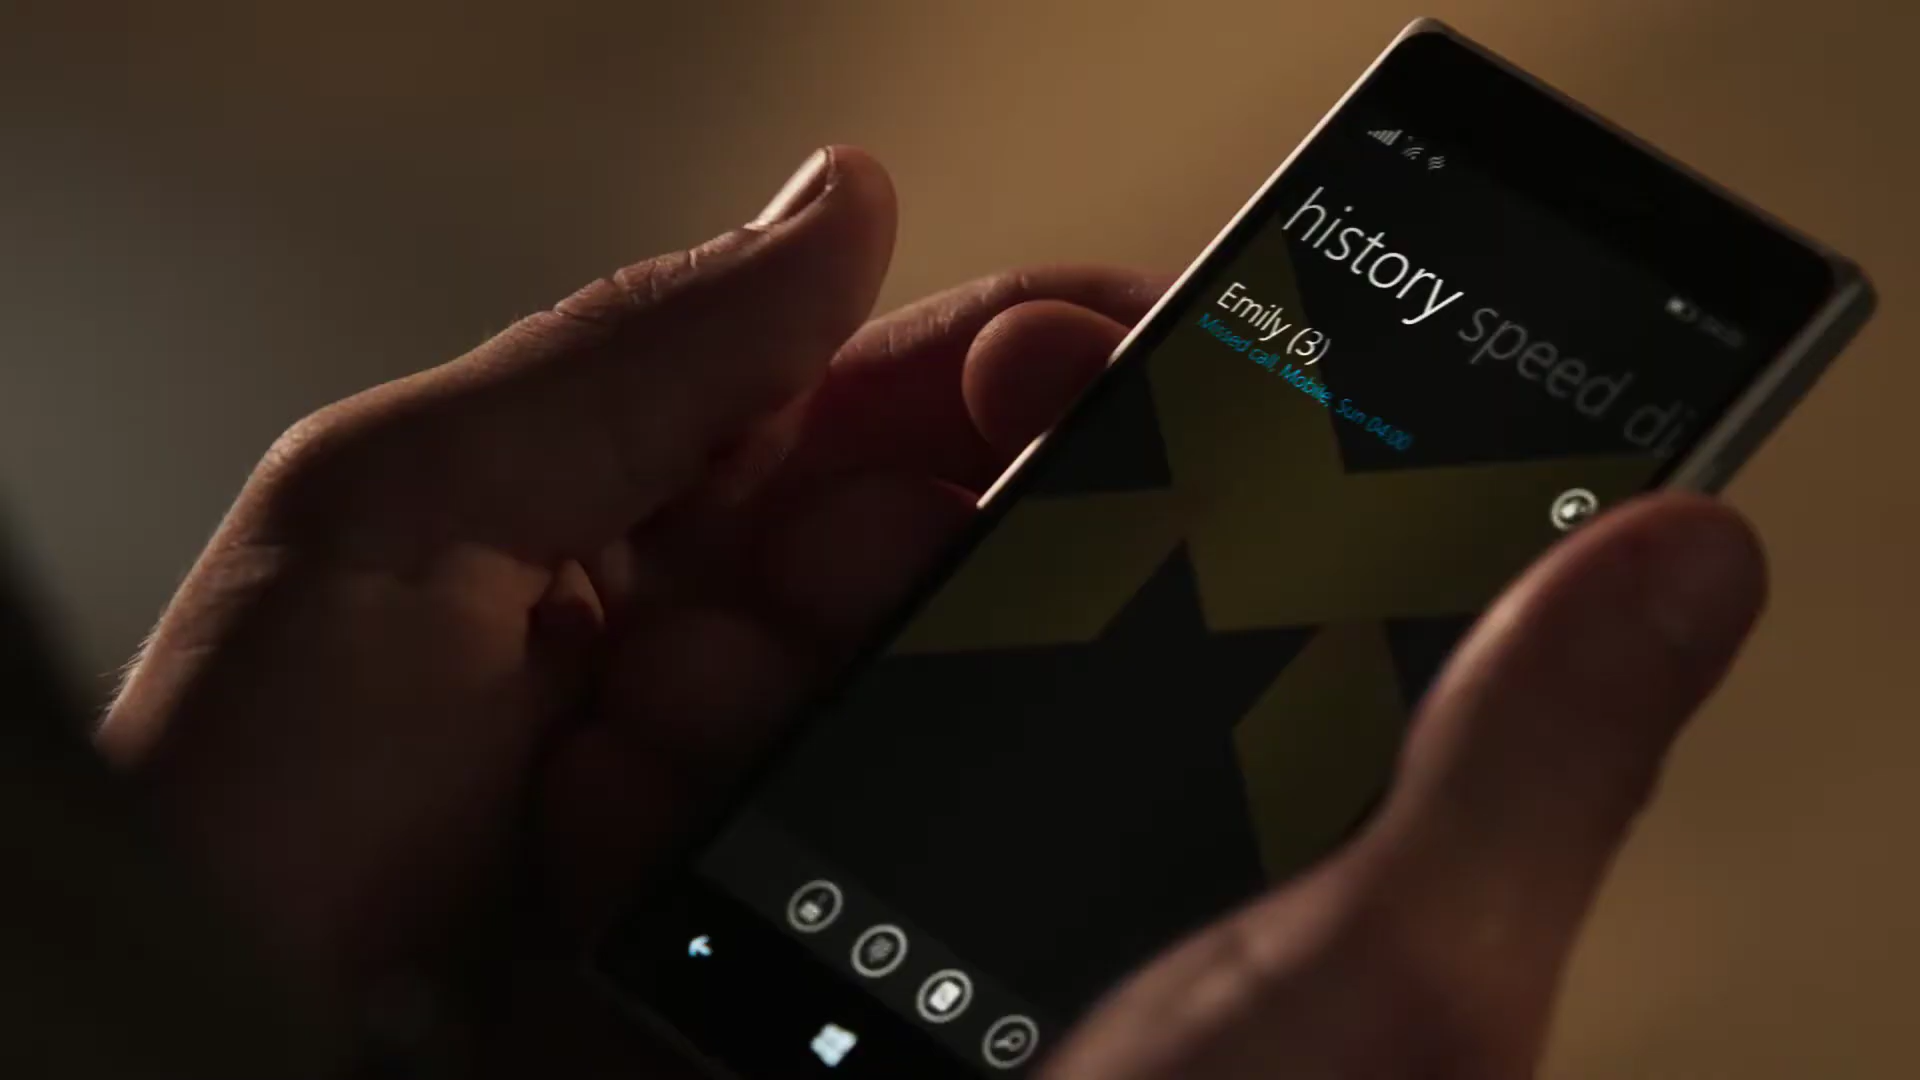 history speed di
Emily (3)
Missed call, Mobile, Sun 04:00